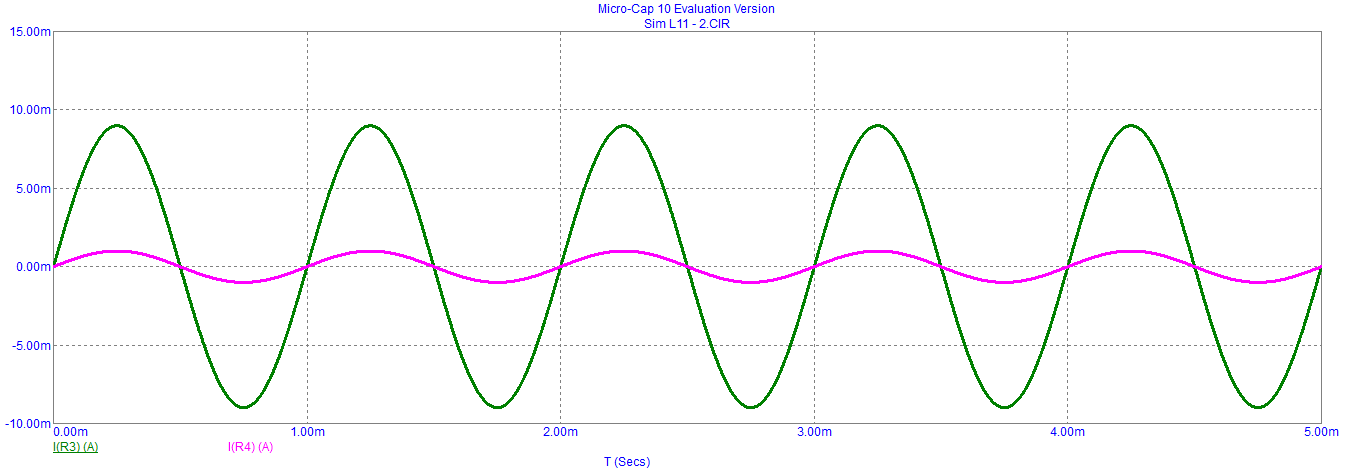 Micro-Cap 10 Evaluation Version
Sim L11 - 2.CIR
15.00m
10.00m
5.00m
0.00m
-5.00m
-10.00m
0.00m 1.00m 2.00m 3.00m 4.00m 5.00m
I(R3) (A) I(R4) (A)
T (Secs)